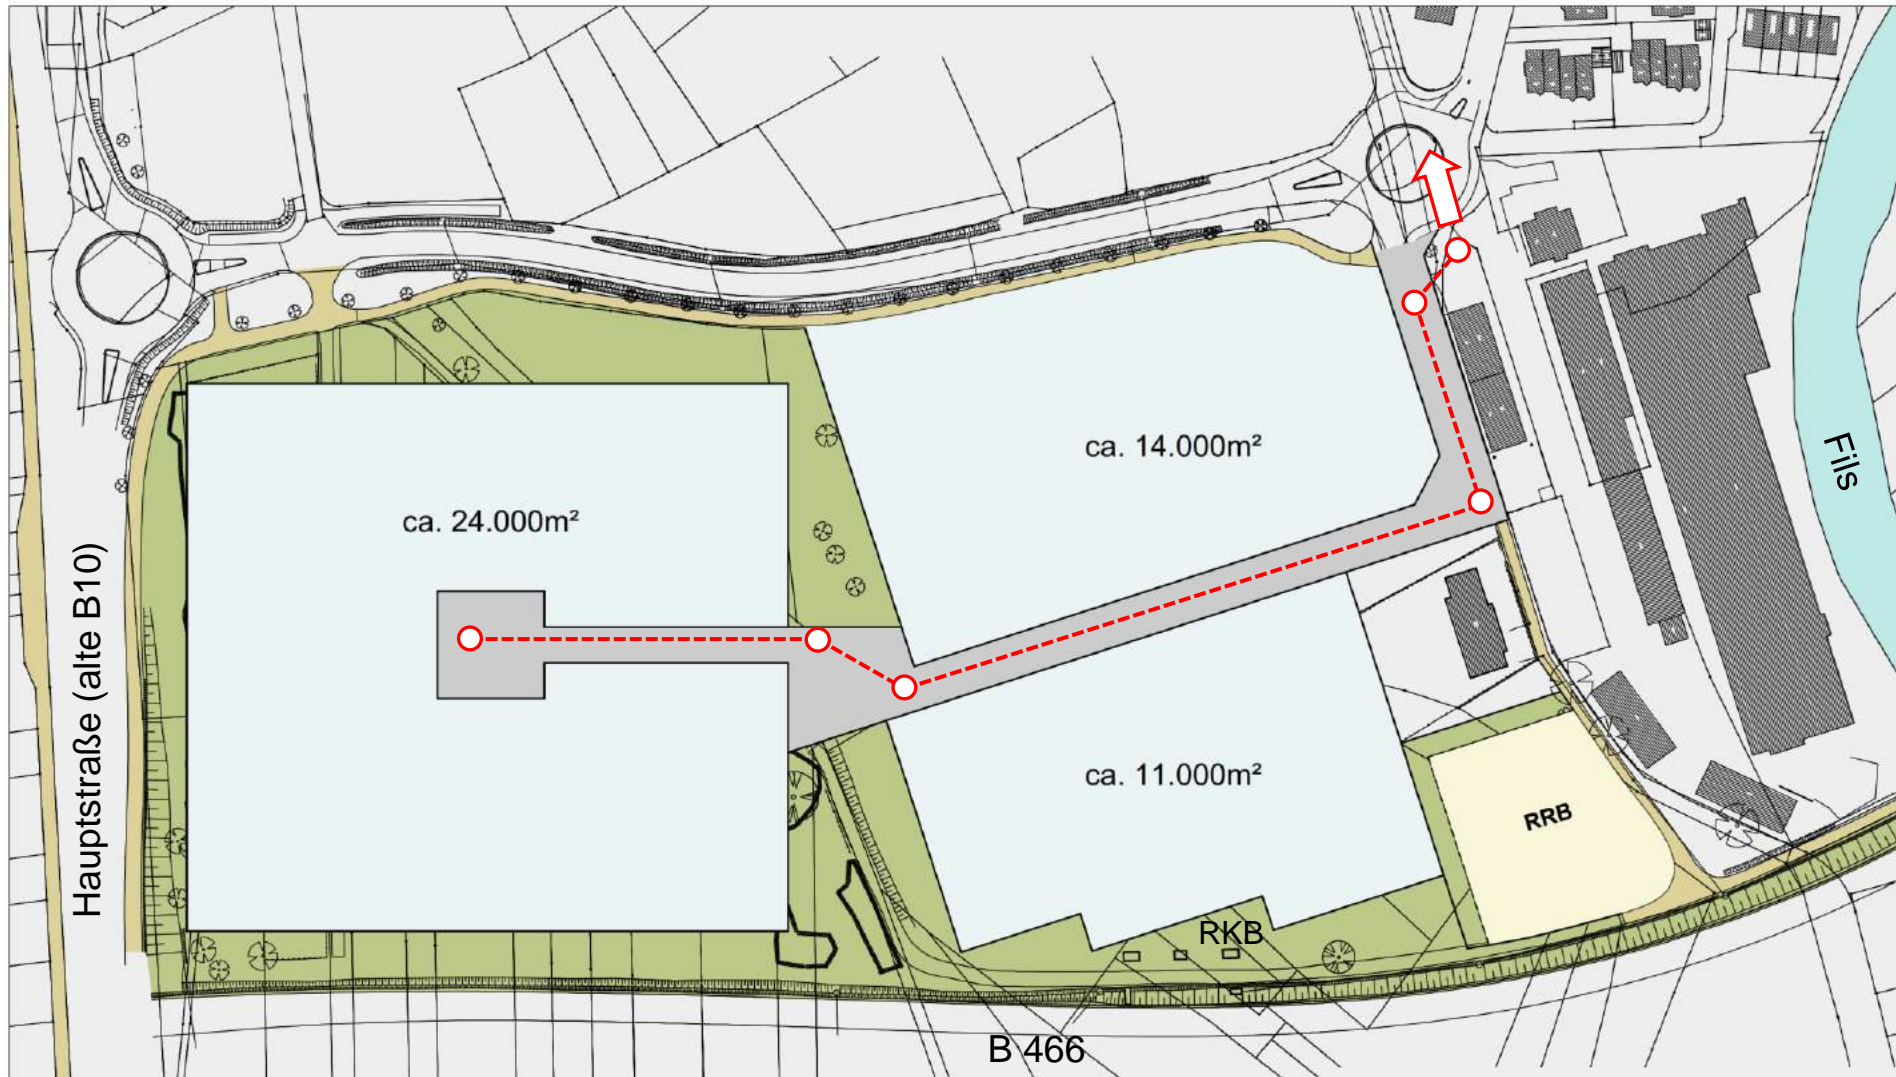 ca. 14.000m²
Fils
ca. 24.000m²
Hauptstraße (alte B10)
ca. 11.000m²
RRB
RKB
B 466